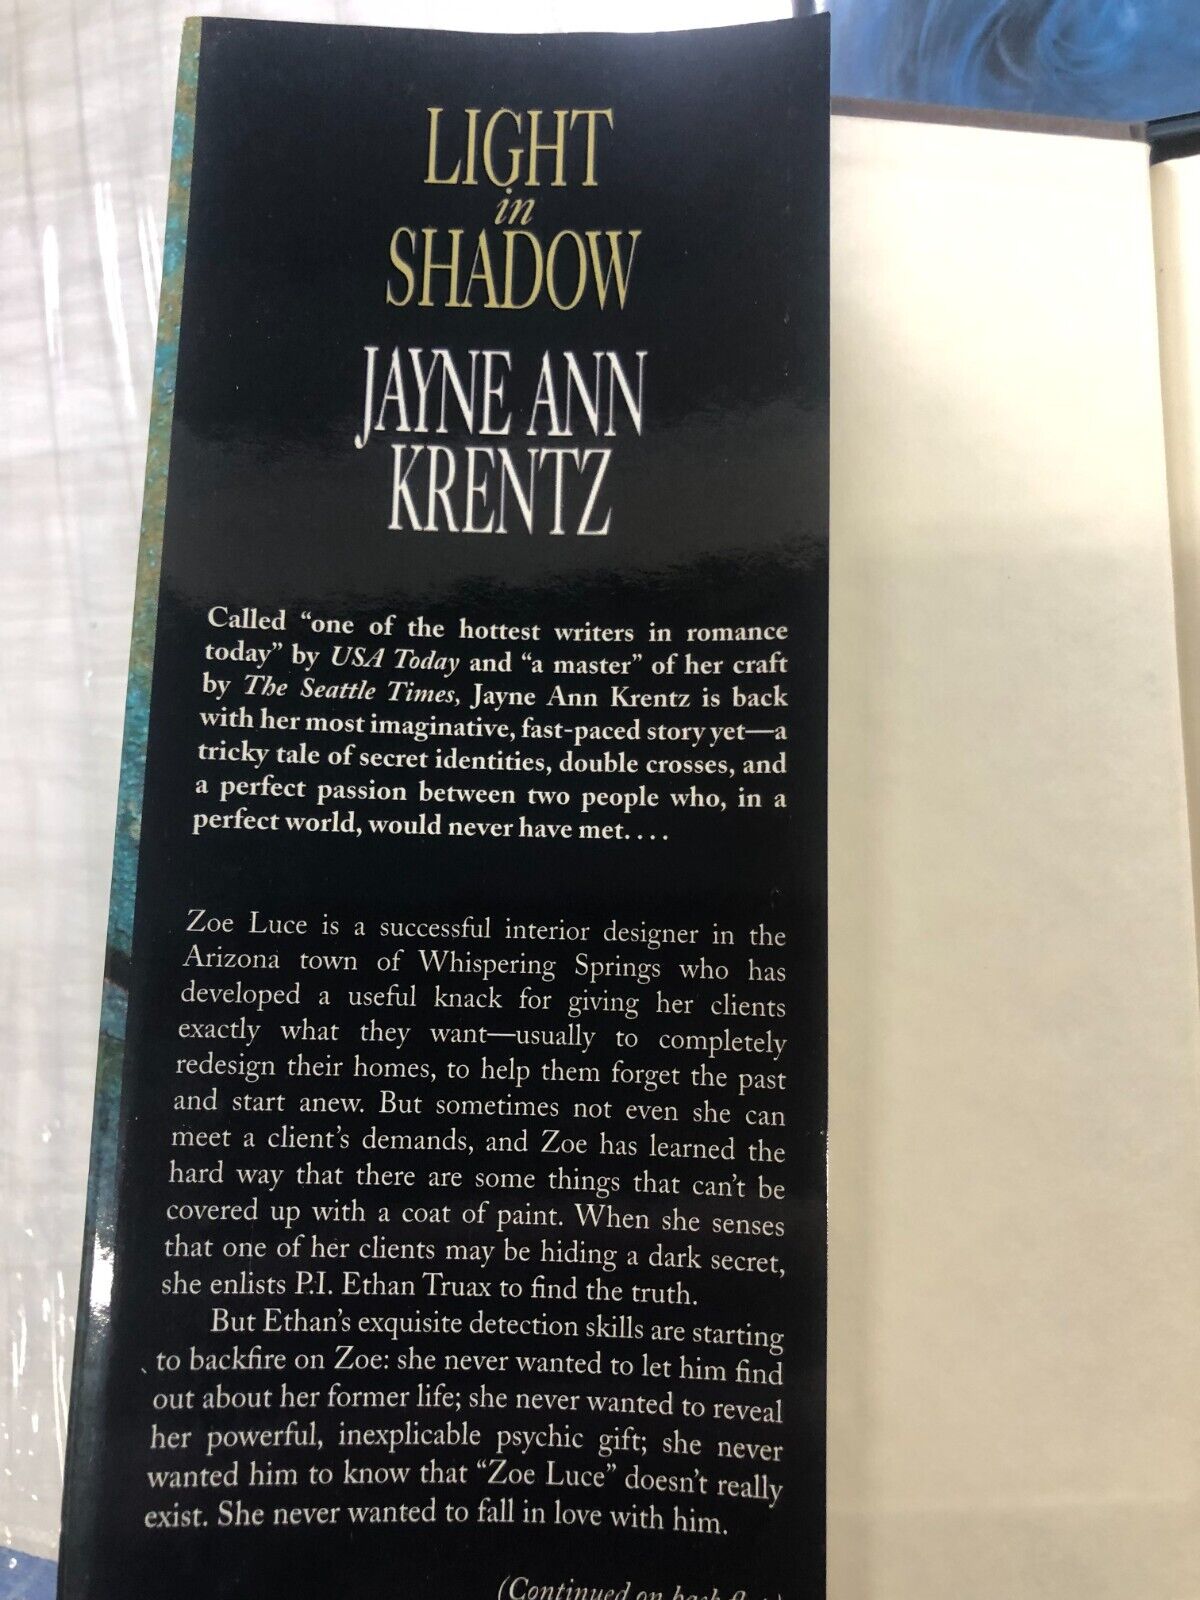 LIGHT
in
SHADOW
JAYNE ANN
KRENTZ
Called “one of the hottest writers in romance
today” by USA Today and “a master” of her craft
by The Seattle Times, Jayne Ann Krentz is back
with her most imaginative, fast-paced story yet—a
tricky tale of secret identities, double crosses, and
a perfect passion between two people who, in a
perfect world, would never have met. . . .
Zoe Luce is a successful interior designer in the
Arizona town of Whispering Springs who has
developed a useful knack for giving her clients
exactly what they want—usually to completely
redesign their homes, to help them forget the past
and start anew. But sometimes not even she can
meet a client’s demands, and Zoe has learned the
hard way that there are some things that can’t be
covered up with a coat of paint. When she senses
that one of her clients may be hiding a dark secret,
she enlists P.I. Ethan Truax to find the truth.
But Ethan’s exquisite detection skills are starting
to backfire on Zoe: she never wanted to let him find
out about her former life; she never wanted to reveal
her powerful, inexplicable psychic gift; she never
wanted him to know that “Zoe Luce” doesn’t really
exist. She never wanted to fall in love with him.
(Continued on back